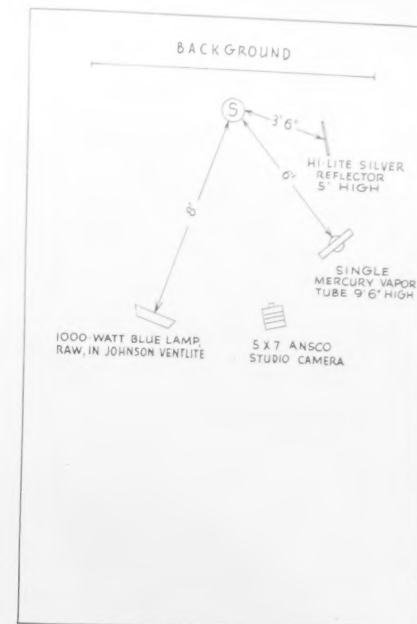 BACKGROUND
S
3'6"
HI-LITE SILVER
REFLECTOR
5' HIGH
8'
6'
SINGLE
MERCURY VAPOR
TUBE 9'6" HIGH
1000 WATT BLUE LAMP,
RAW, IN JOHNSON VENTLITE
5 X 7 ANSCO
STUDIO CAMERA